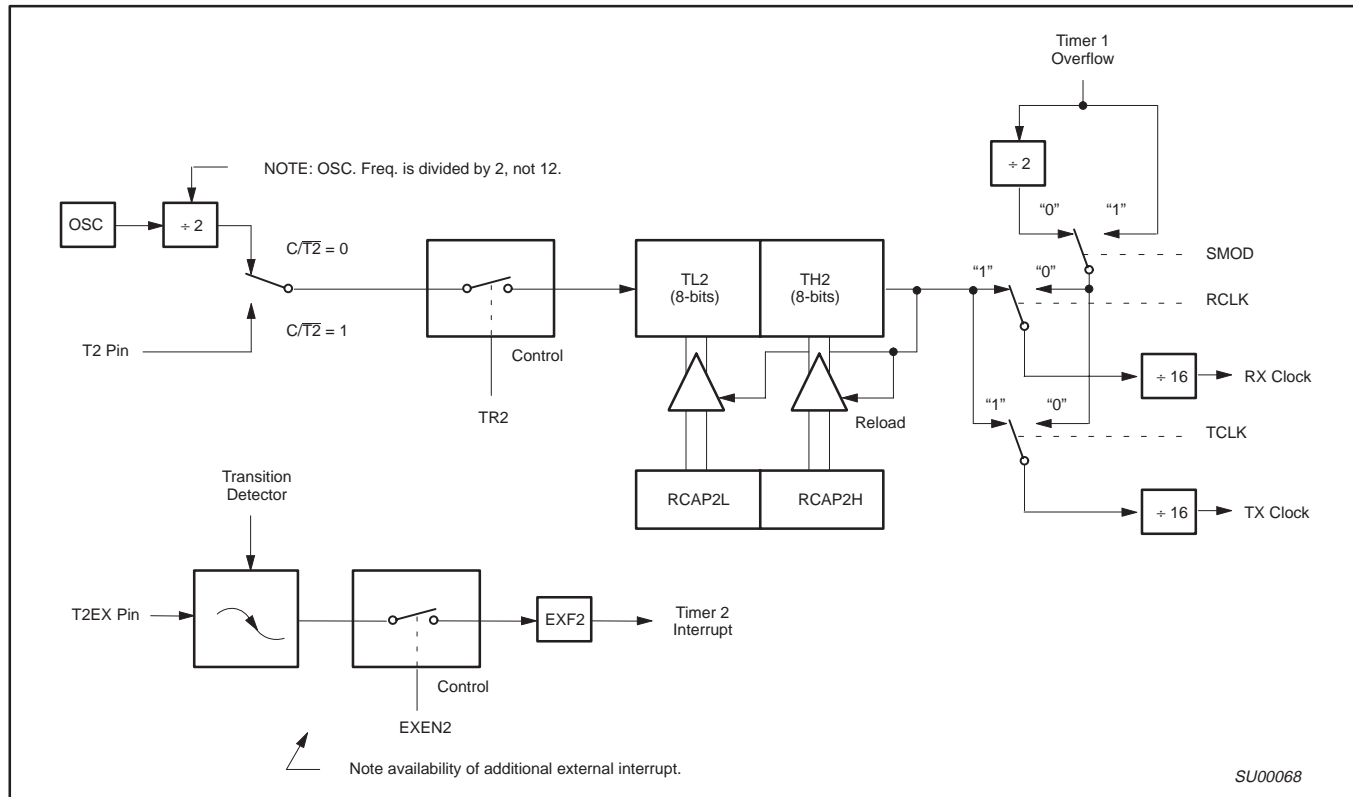 Timer 1
Overflow
÷ 2
NOTE: OSC. Freq. is divided by 2, not 12.
OSC
÷ 2
C/T2 = 0
C/T2 = 1
T2 Pin
Control
TR2
TL2
(8-bits)
TH2
(8-bits)
Reload
RCAP2L
RCAP2H
“0”
“1”
SMOD
“1”
“0”
RCLK
÷ 16
RX Clock
“1”
“0”
TCLK
÷ 16
TX Clock
Transition
Detector
T2EX Pin
Control
EXEN2
EXF2
Timer 2
Interrupt
Note availability of additional external interrupt.
SU00068